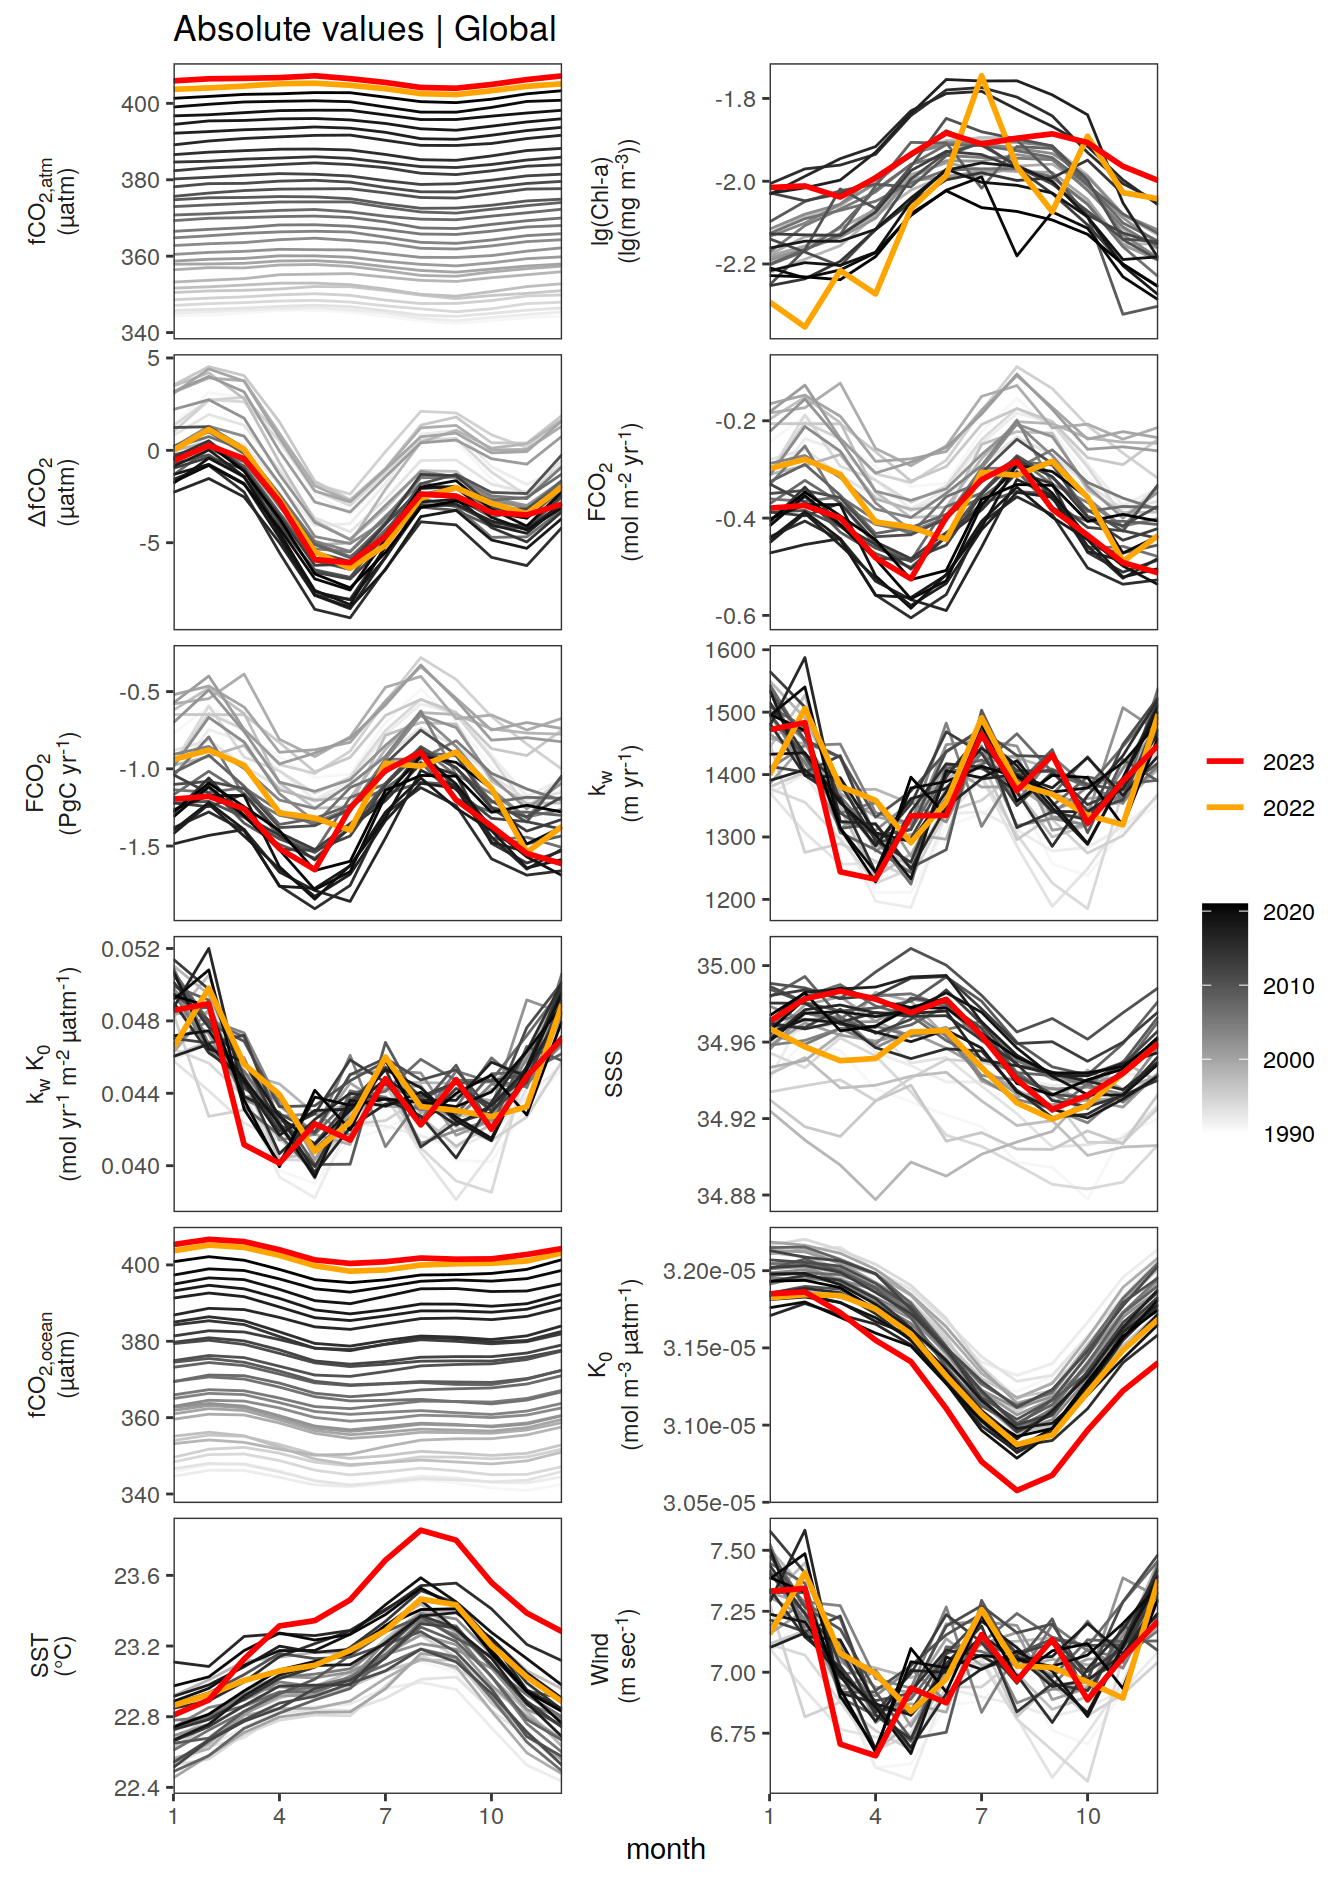 Absolute values | Global
fCO2,atm
(µatm)
400
380
360
340
lg(Chl-a)
(lg(mg m-3))
-1.8
-2.0
-2.2
ΔfCO2
(µatm)
5
0
-5
FCO2
(mol m-2 yr-1)
-0.2
-0.4
-0.6
FCO2
(PgC yr-1)
-0.5
-1.0
-1.5
kw
(m yr-1)
1600
1500
1400
1300
1200
kw K0
(mol yr-1 m-2 µatm-1)
0.052
0.048
0.044
0.040
SSS
35.00
34.96
34.92
34.88
fCO2,ocean
(µatm)
400
380
360
340
K0
(mol m-3 µatm-1)
3.20e-05
3.15e-05
3.10e-05
3.05e-05
SST
(°C)
23.6
23.2
22.8
22.4
1
4
7
10
Wind
(m sec-1)
7.50
7.25
7.00
6.75
1
4
7
10
month
2023
2022
2020
2010
2000
1990